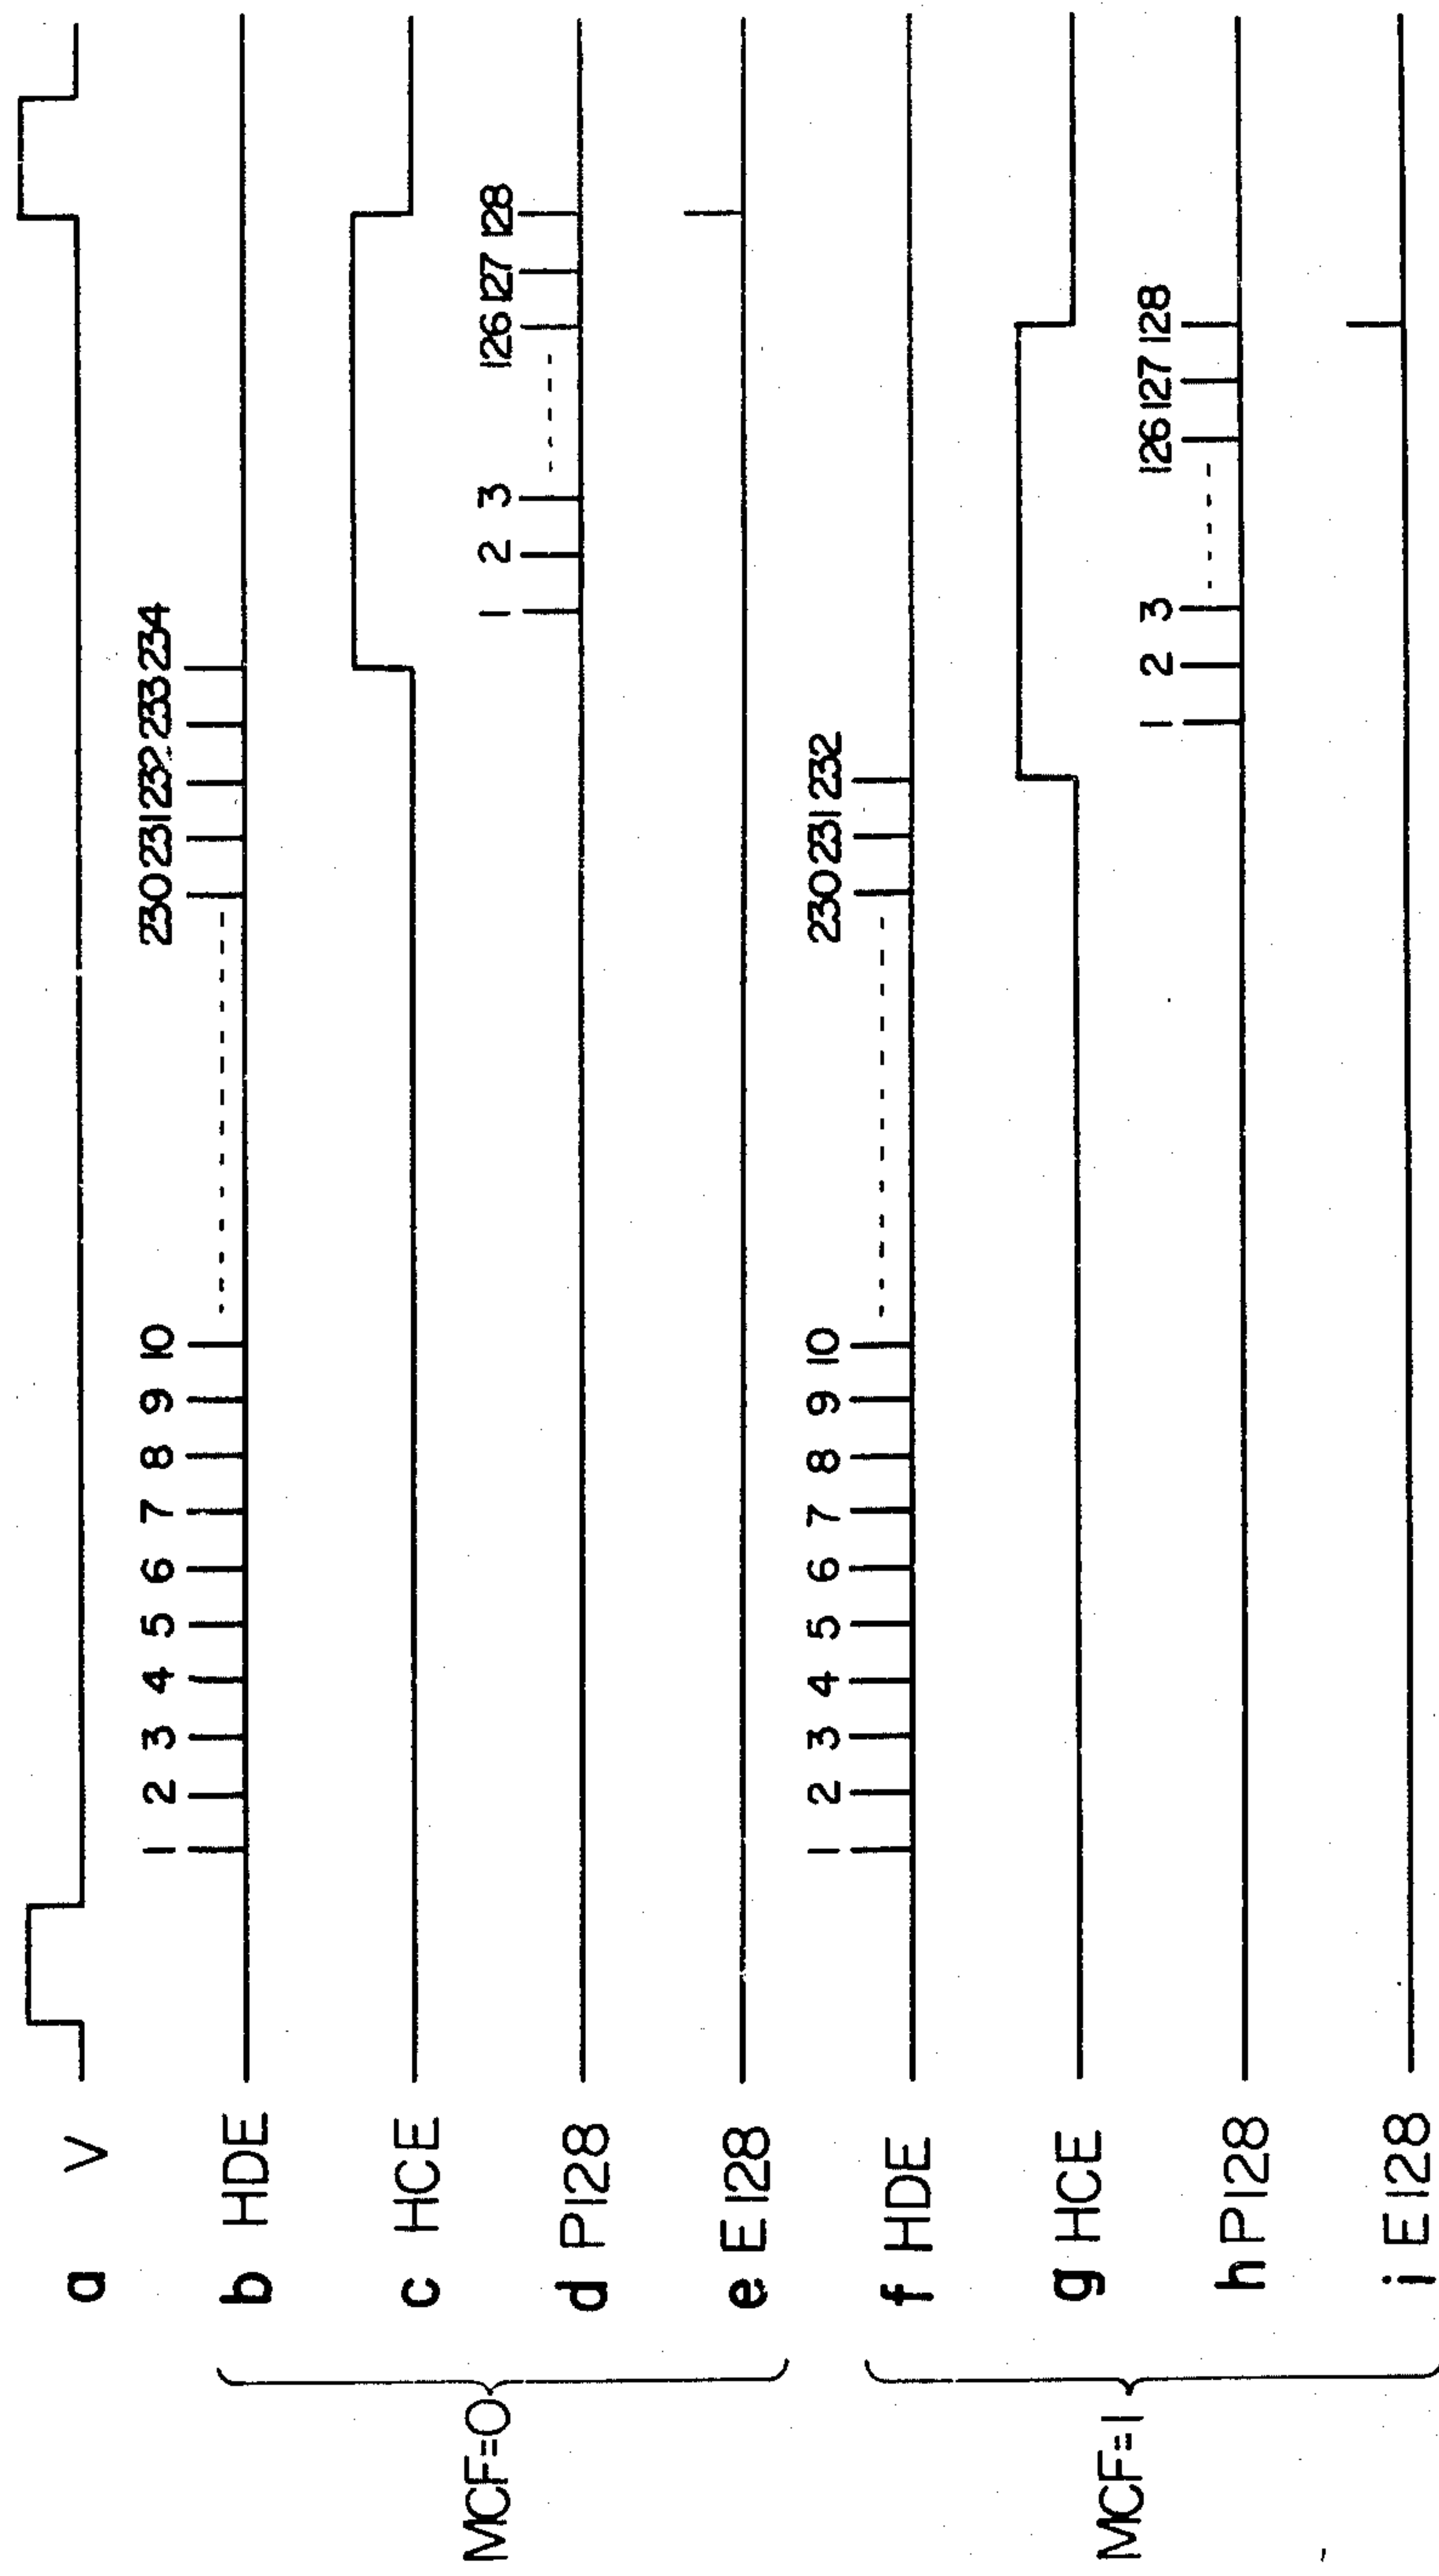 a V
b HDE 1 2 3 4 5 6 7 8 9 10 230 231 232 233 234
c HCE
d P128 1 2 3 126 127 128
e E128
MCF=0
f HDE 1 2 3 4 5 6 7 8 9 10 230 231 232
g HCE
h P128 1 2 3 126 127 128
i E128
MCF=1